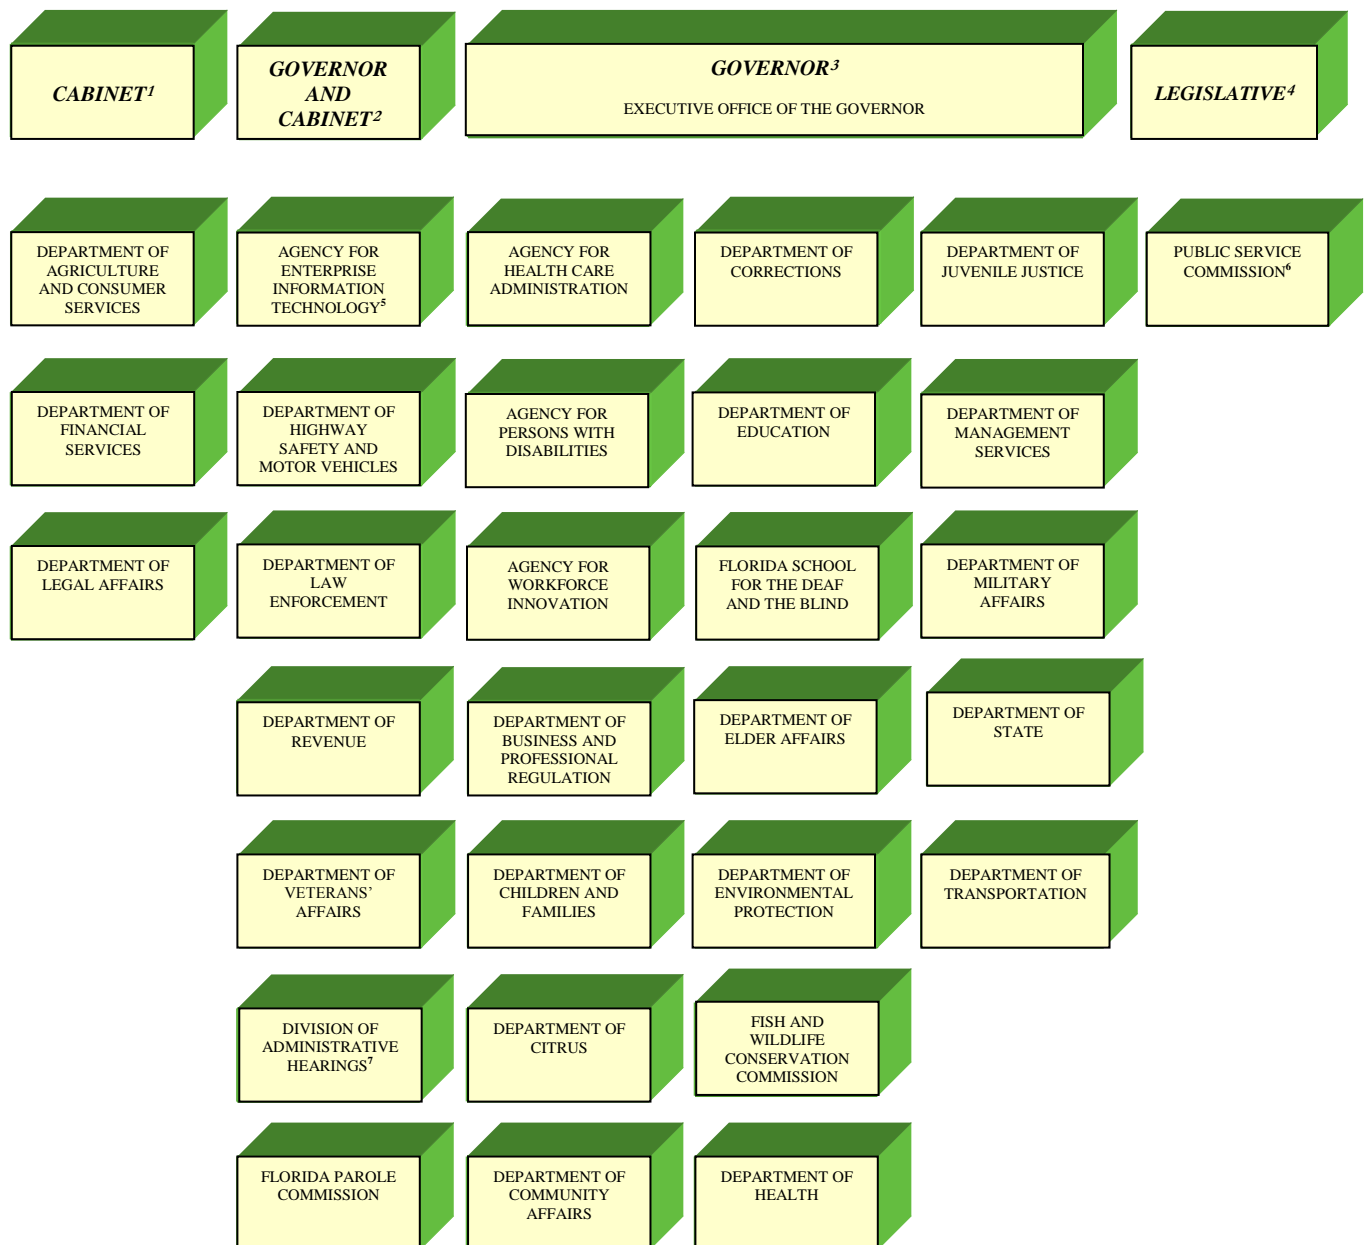 CABINET¹
GOVERNOR
AND
CABINET²
GOVERNOR³
EXECUTIVE OFFICE OF THE GOVERNOR
LEGISLATIVE⁴
DEPARTMENT OF
AGRICULTURE
AND CONSUMER
SERVICES
AGENCY FOR
ENTERPRISE
INFORMATION
TECHNOLOGY⁵
AGENCY FOR
HEALTH CARE
ADMINISTRATION
DEPARTMENT OF
CORRECTIONS
DEPARTMENT OF
JUVENILE JUSTICE
PUBLIC SERVICE
COMMISSION⁶
DEPARTMENT OF
FINANCIAL
SERVICES
DEPARTMENT OF
HIGHWAY
SAFETY AND
MOTOR VEHICLES
AGENCY FOR
PERSONS WITH
DISABILITIES
DEPARTMENT OF
EDUCATION
DEPARTMENT OF
MANAGEMENT
SERVICES
DEPARTMENT OF
LEGAL AFFAIRS
DEPARTMENT OF
LAW
ENFORCEMENT
AGENCY FOR
WORKFORCE
INNOVATION
FLORIDA SCHOOL
FOR THE DEAF
AND THE BLIND
DEPARTMENT OF
MILITARY
AFFAIRS
DEPARTMENT OF
REVENUE
DEPARTMENT OF
BUSINESS AND
PROFESSIONAL
REGULATION
DEPARTMENT OF
ELDER AFFAIRS
DEPARTMENT OF
STATE
DEPARTMENT OF
VETERANS’
AFFAIRS
DEPARTMENT OF
CHILDREN AND
FAMILIES
DEPARTMENT OF
ENVIRONMENTAL
PROTECTION
DEPARTMENT OF
TRANSPORTATION
DIVISION OF
ADMINISTRATIVE
HEARINGS⁷
DEPARTMENT OF
CITRUS
FISH AND
WILDLIFE
CONSERVATION
COMMISSION
FLORIDA PAROLE
COMMISSION
DEPARTMENT OF
COMMUNITY
AFFAIRS
DEPARTMENT OF
HEALTH